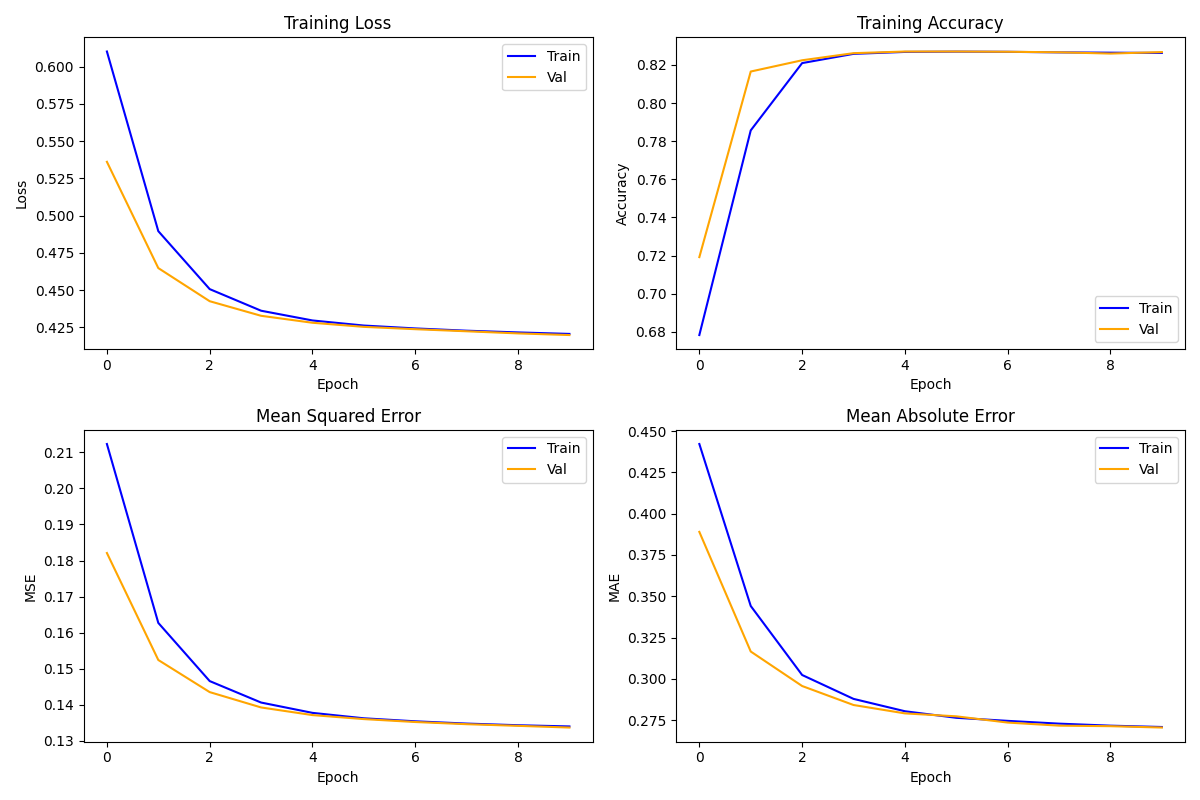 Training Loss
0.600
0.575
0.550
0.525
0.500
0.475
0.450
0.425
Loss
0 2 4 6 8
Epoch
Train
Val
Training Accuracy
0.82
0.80
0.78
0.76
0.74
0.72
0.70
0.68
Accuracy
0 2 4 6 8
Epoch
Train
Val
Mean Squared Error
0.21
0.20
0.19
0.18
0.17
0.16
0.15
0.14
0.13
MSE
0 2 4 6 8
Epoch
Train
Val
Mean Absolute Error
0.450
0.425
0.400
0.375
0.350
0.325
0.300
0.275
MAE
0 2 4 6 8
Epoch
Train
Val